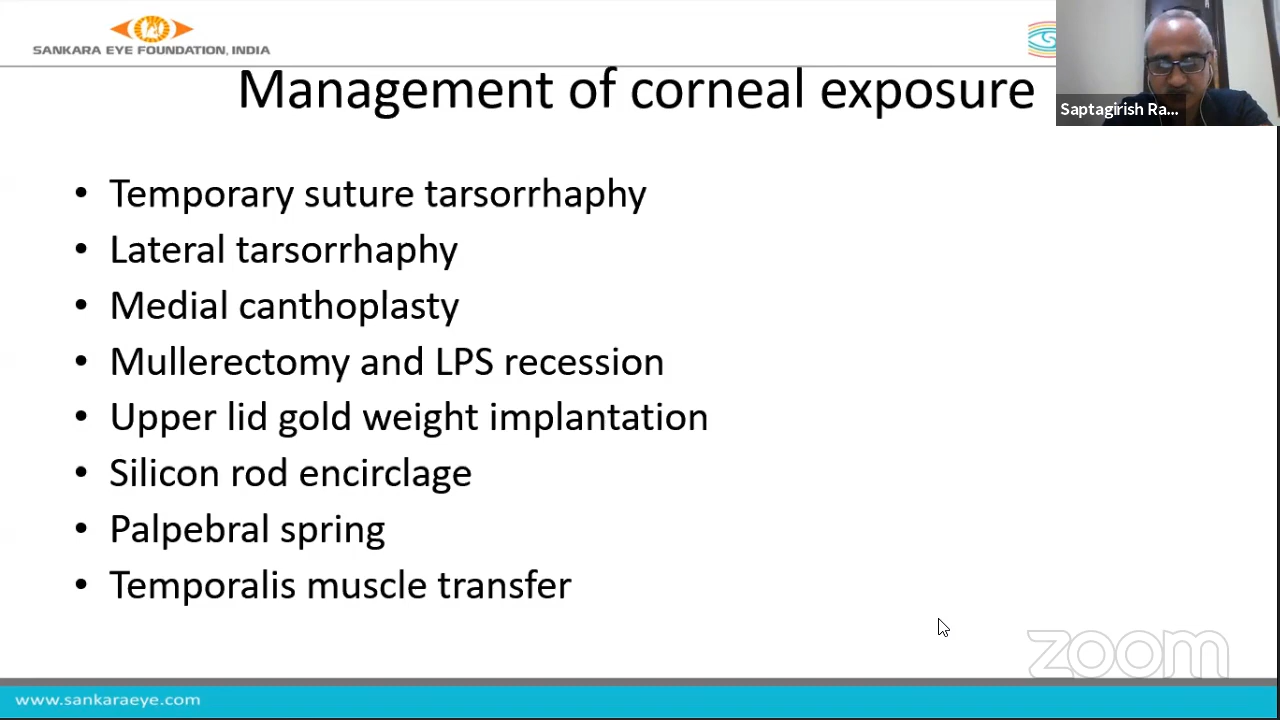 SANKARA EYE FOUNDATION, INDIA
Management of corneal exposure
Saptagirish Ra...
• Temporary suture tarsorrhaphy
• Lateral tarsorrhaphy
• Medial canthoplasty
• Mullerectomy and LPS recession
• Upper lid gold weight implantation
• Silicon rod encirclage
• Palpebral spring
• Temporalis muscle transfer
zoom
www.sankaraeye.com